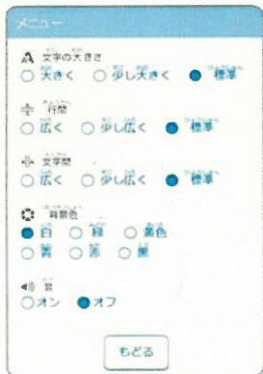 メニュー
文字の大きさ
大きく 少し大きく 標準
行間
広く 少し広く 標準
文字間
広く 少し広く 標準
背景色
白 緑 黄色
青 赤 黒
音
オン オフ
もどる